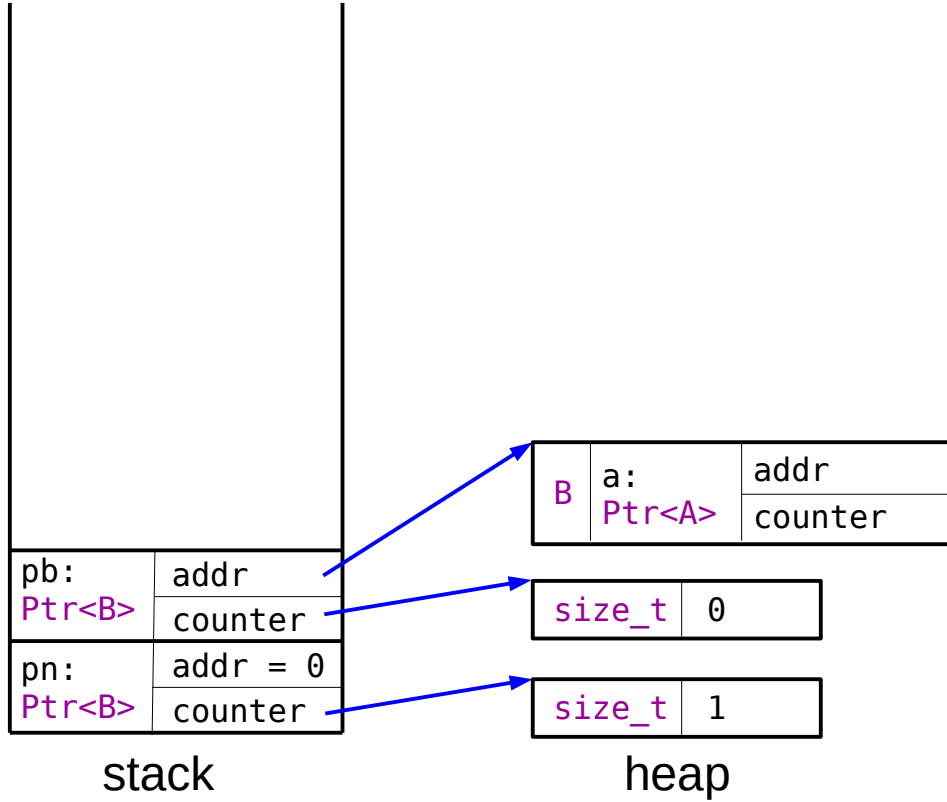 B
a:
Ptr<A>
addr
counter
pb:
Ptr<B>
addr
counter
size_t 0
pn:
Ptr<B>
addr = 0
counter
size_t 1
stack
heap